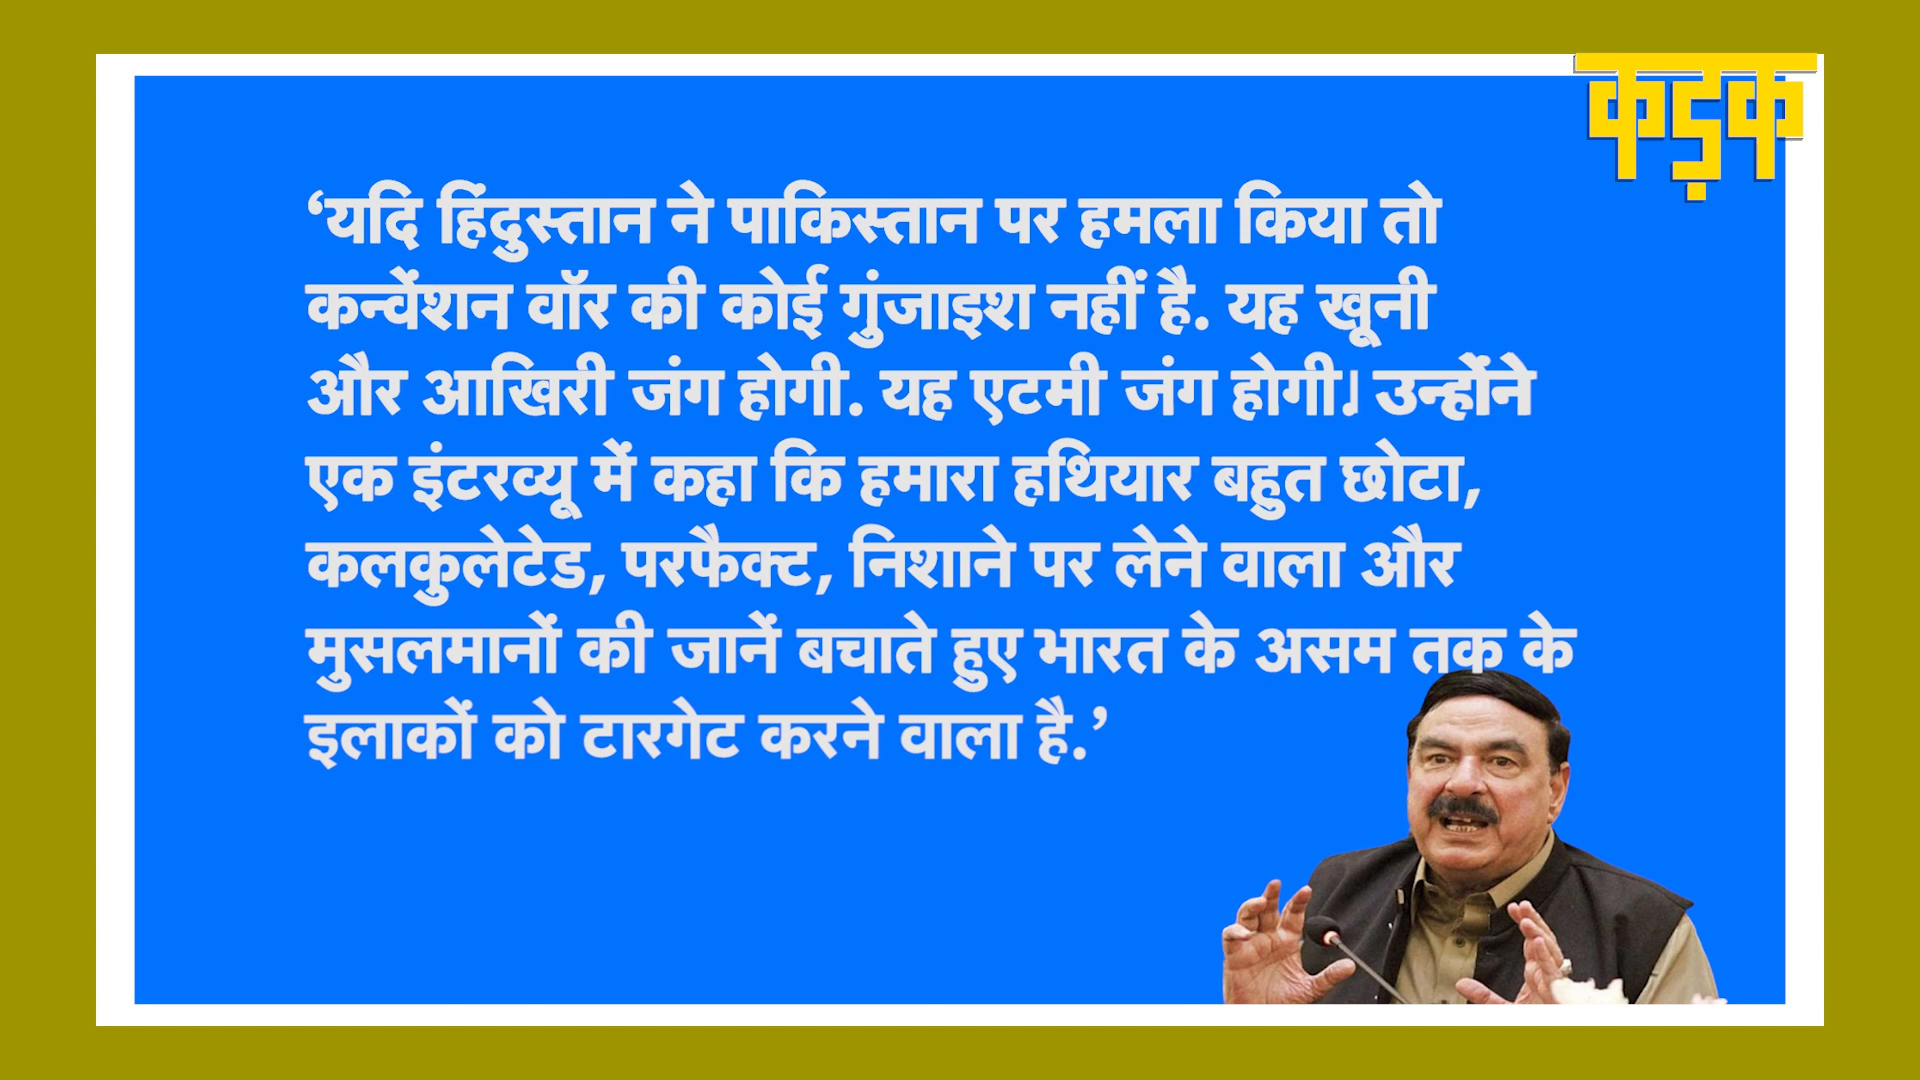 कड़क
‘यदि हिंदुस्तान ने पाकिस्तान पर हमला किया तो
कन्वेंशन वॉर की कोई गुंजाइश नहीं है. यह खूनी
और आखिरी जंग होगी. यह एटमी जंग होगी.। उन्होंने
एक इंटरव्यू में कहा कि हमारा हथियार बहुत छोटा,
कलकुलेटेड, परफैक्ट, निशाने पर लेने वाला और
मुसलमानों की जानें बचाते हुए भारत के असम तक के
इलाकों को टारगेट करने वाला है.’